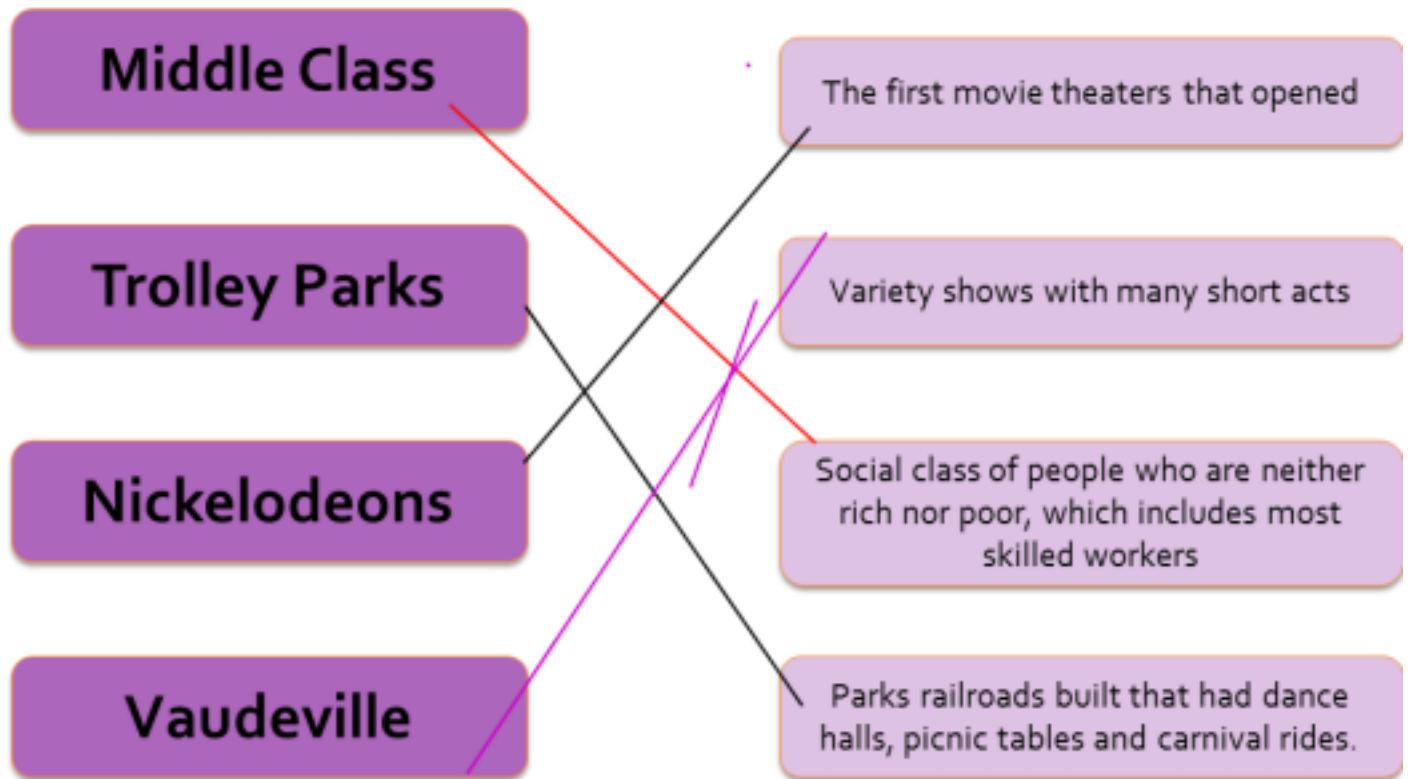 Middle Class
The first movie theaters that opened
Trolley Parks
Variety shows with many short acts
Nickelodeons
Social class of people who are neither
rich nor poor, which includes most
skilled workers
Vaudeville
Parks railroads built that had dance
halls, picnic tables and carnival rides.